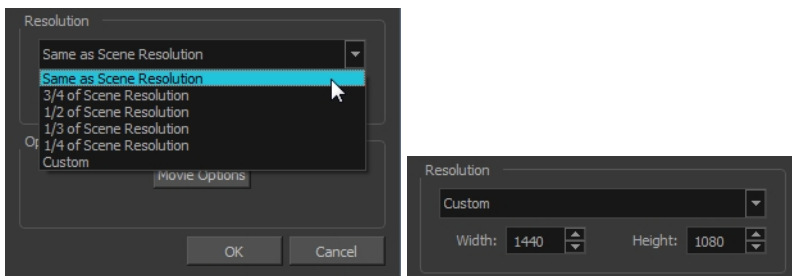 Resolution
Same as Scene Resolution
Same as Scene Resolution
3/4 of Scene Resolution
1/2 of Scene Resolution
1/3 of Scene Resolution
1/4 of Scene Resolution
Custom
Movie Options
OK Cancel
Resolution
Custom
Width: 1440 Height: 1080